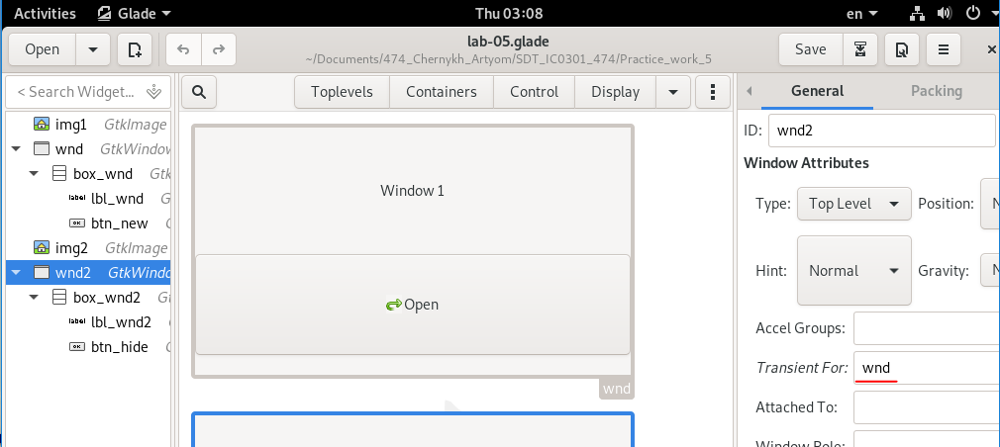 Activities Glade Thu 03:08 en
Open lab-05.glade Save
~/Documents/474_Chernykh_Artyom/SDT_IC0301_474/Practice_work_5
< Search Widget... Toplevels Containers Control Display General Packing
img1 GtkImage
wnd GtkWindow
box_wnd Gtk
lbl_wnd G
btn_new G
img2 GtkImage
wnd2 GtkWindo
box_wnd2 G
lbl_wnd2
btn_hide
Window 1
Open
wnd
ID: wnd2
Window Attributes
Type: Top Level Position: N
Hint: Normal Gravity: N
Accel Groups:
Transient For: wnd
Attached To:
Window Role: